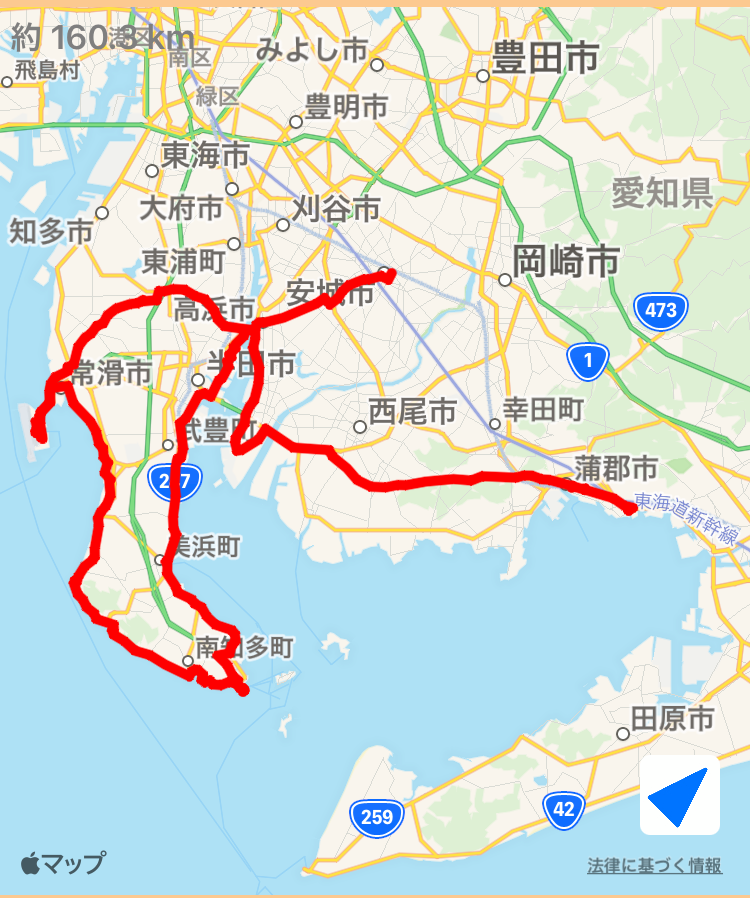 約 160.3 km
港区
南区
みよし市
豊田市
飛島村
緑区
豊明市
東海市
愛知県
大府市
刈谷市
知多市
東浦町
岡崎市
安城市
高浜市
473
1
常滑市
半田市
西尾市
幸田町
武豊町
蒲郡市
247
東海道新幹線
美浜町
南知多町
田原市
259
42
マップ
法律に基づく情報